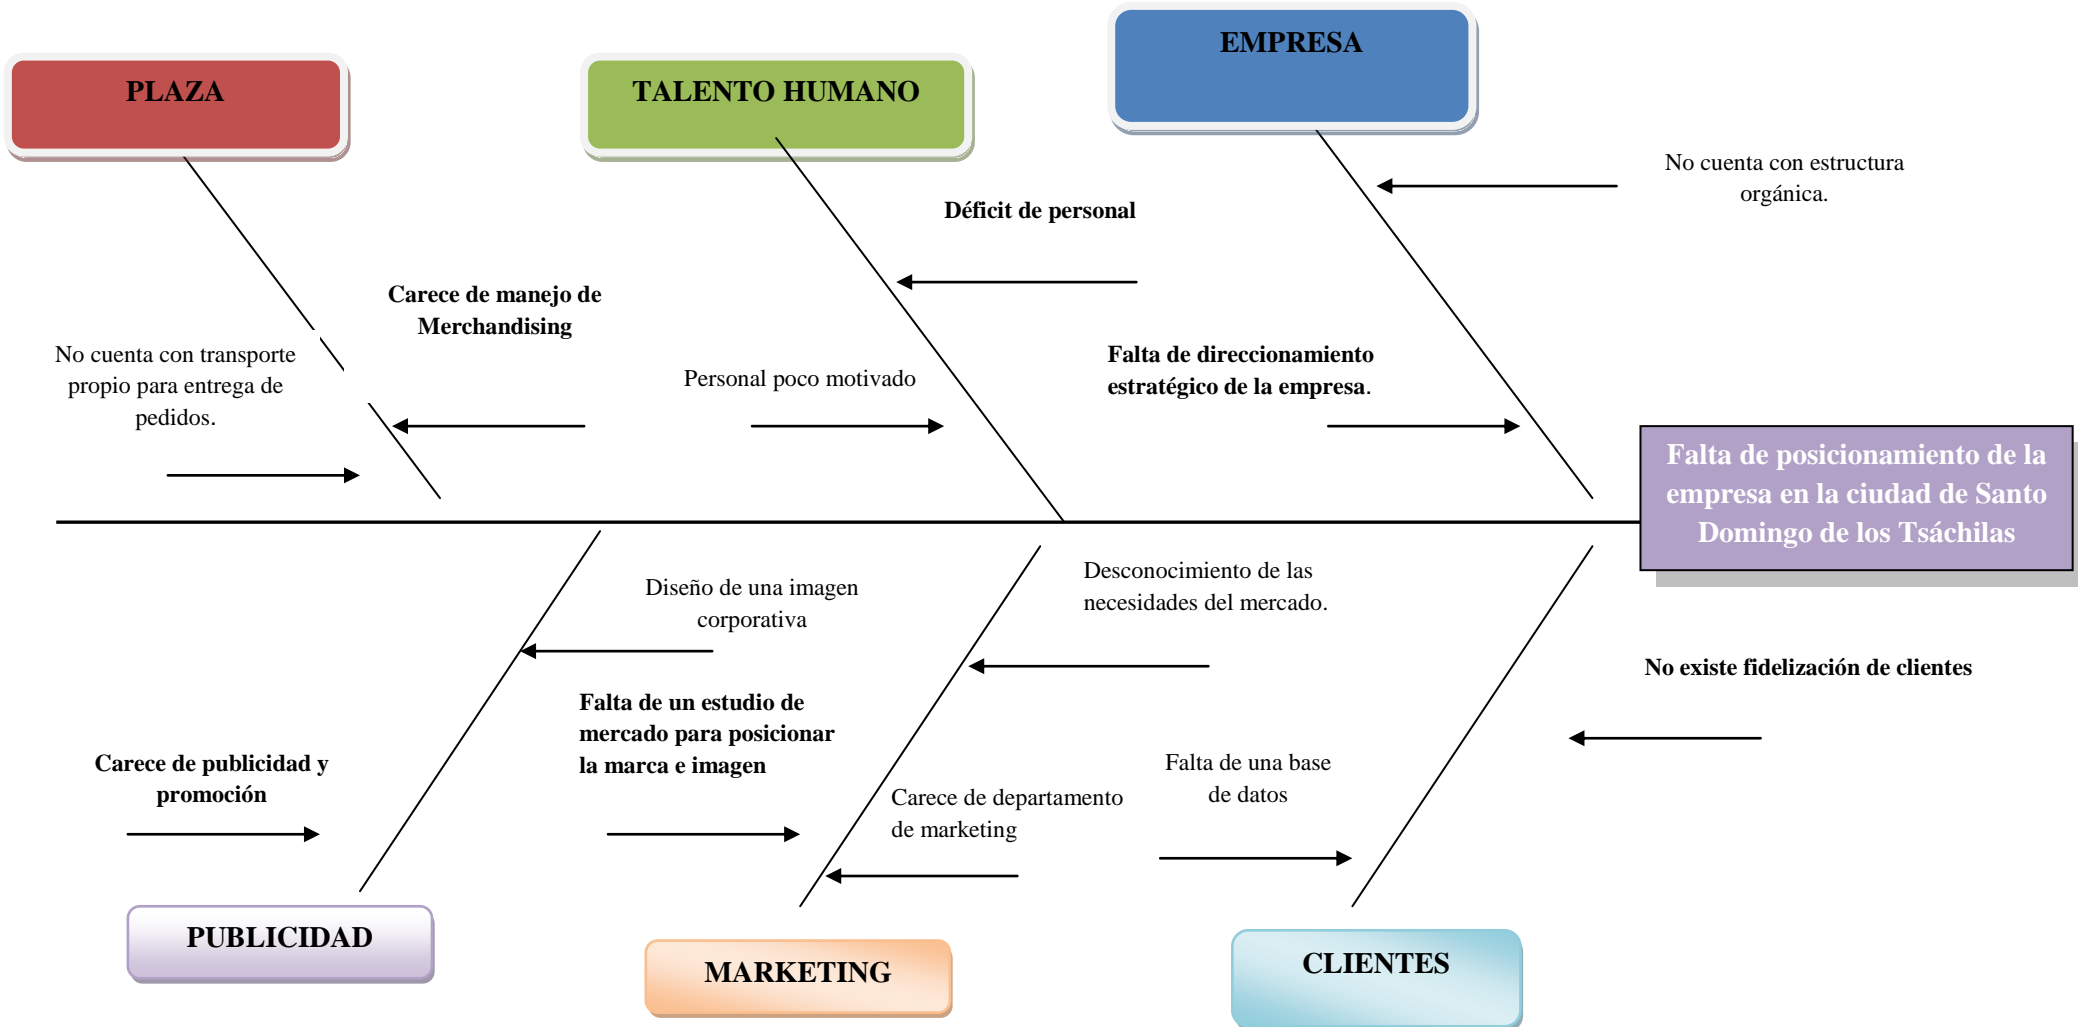 EMPRESA
PLAZA
TALENTO HUMANO
No cuenta con estructura
orgánica.
Déficit de personal
Carece de manejo de
Merchandising
No cuenta con transporte
propio para entrega de
pedidos.
Personal poco motivado
Falta de direccionamiento
estratégico de la empresa.
Falta de posicionamiento de la
empresa en la ciudad de Santo
Domingo de los Tsáchilas
Diseño de una imagen
corporativa
Desconocimiento de las
necesidades del mercado.
No existe fidelización de clientes
Falta de un estudio de
mercado para posicionar
la marca e imagen
Carece de publicidad y
promoción
Falta de una base
de datos
Carece de departamento
de marketing
PUBLICIDAD
MARKETING
CLIENTES